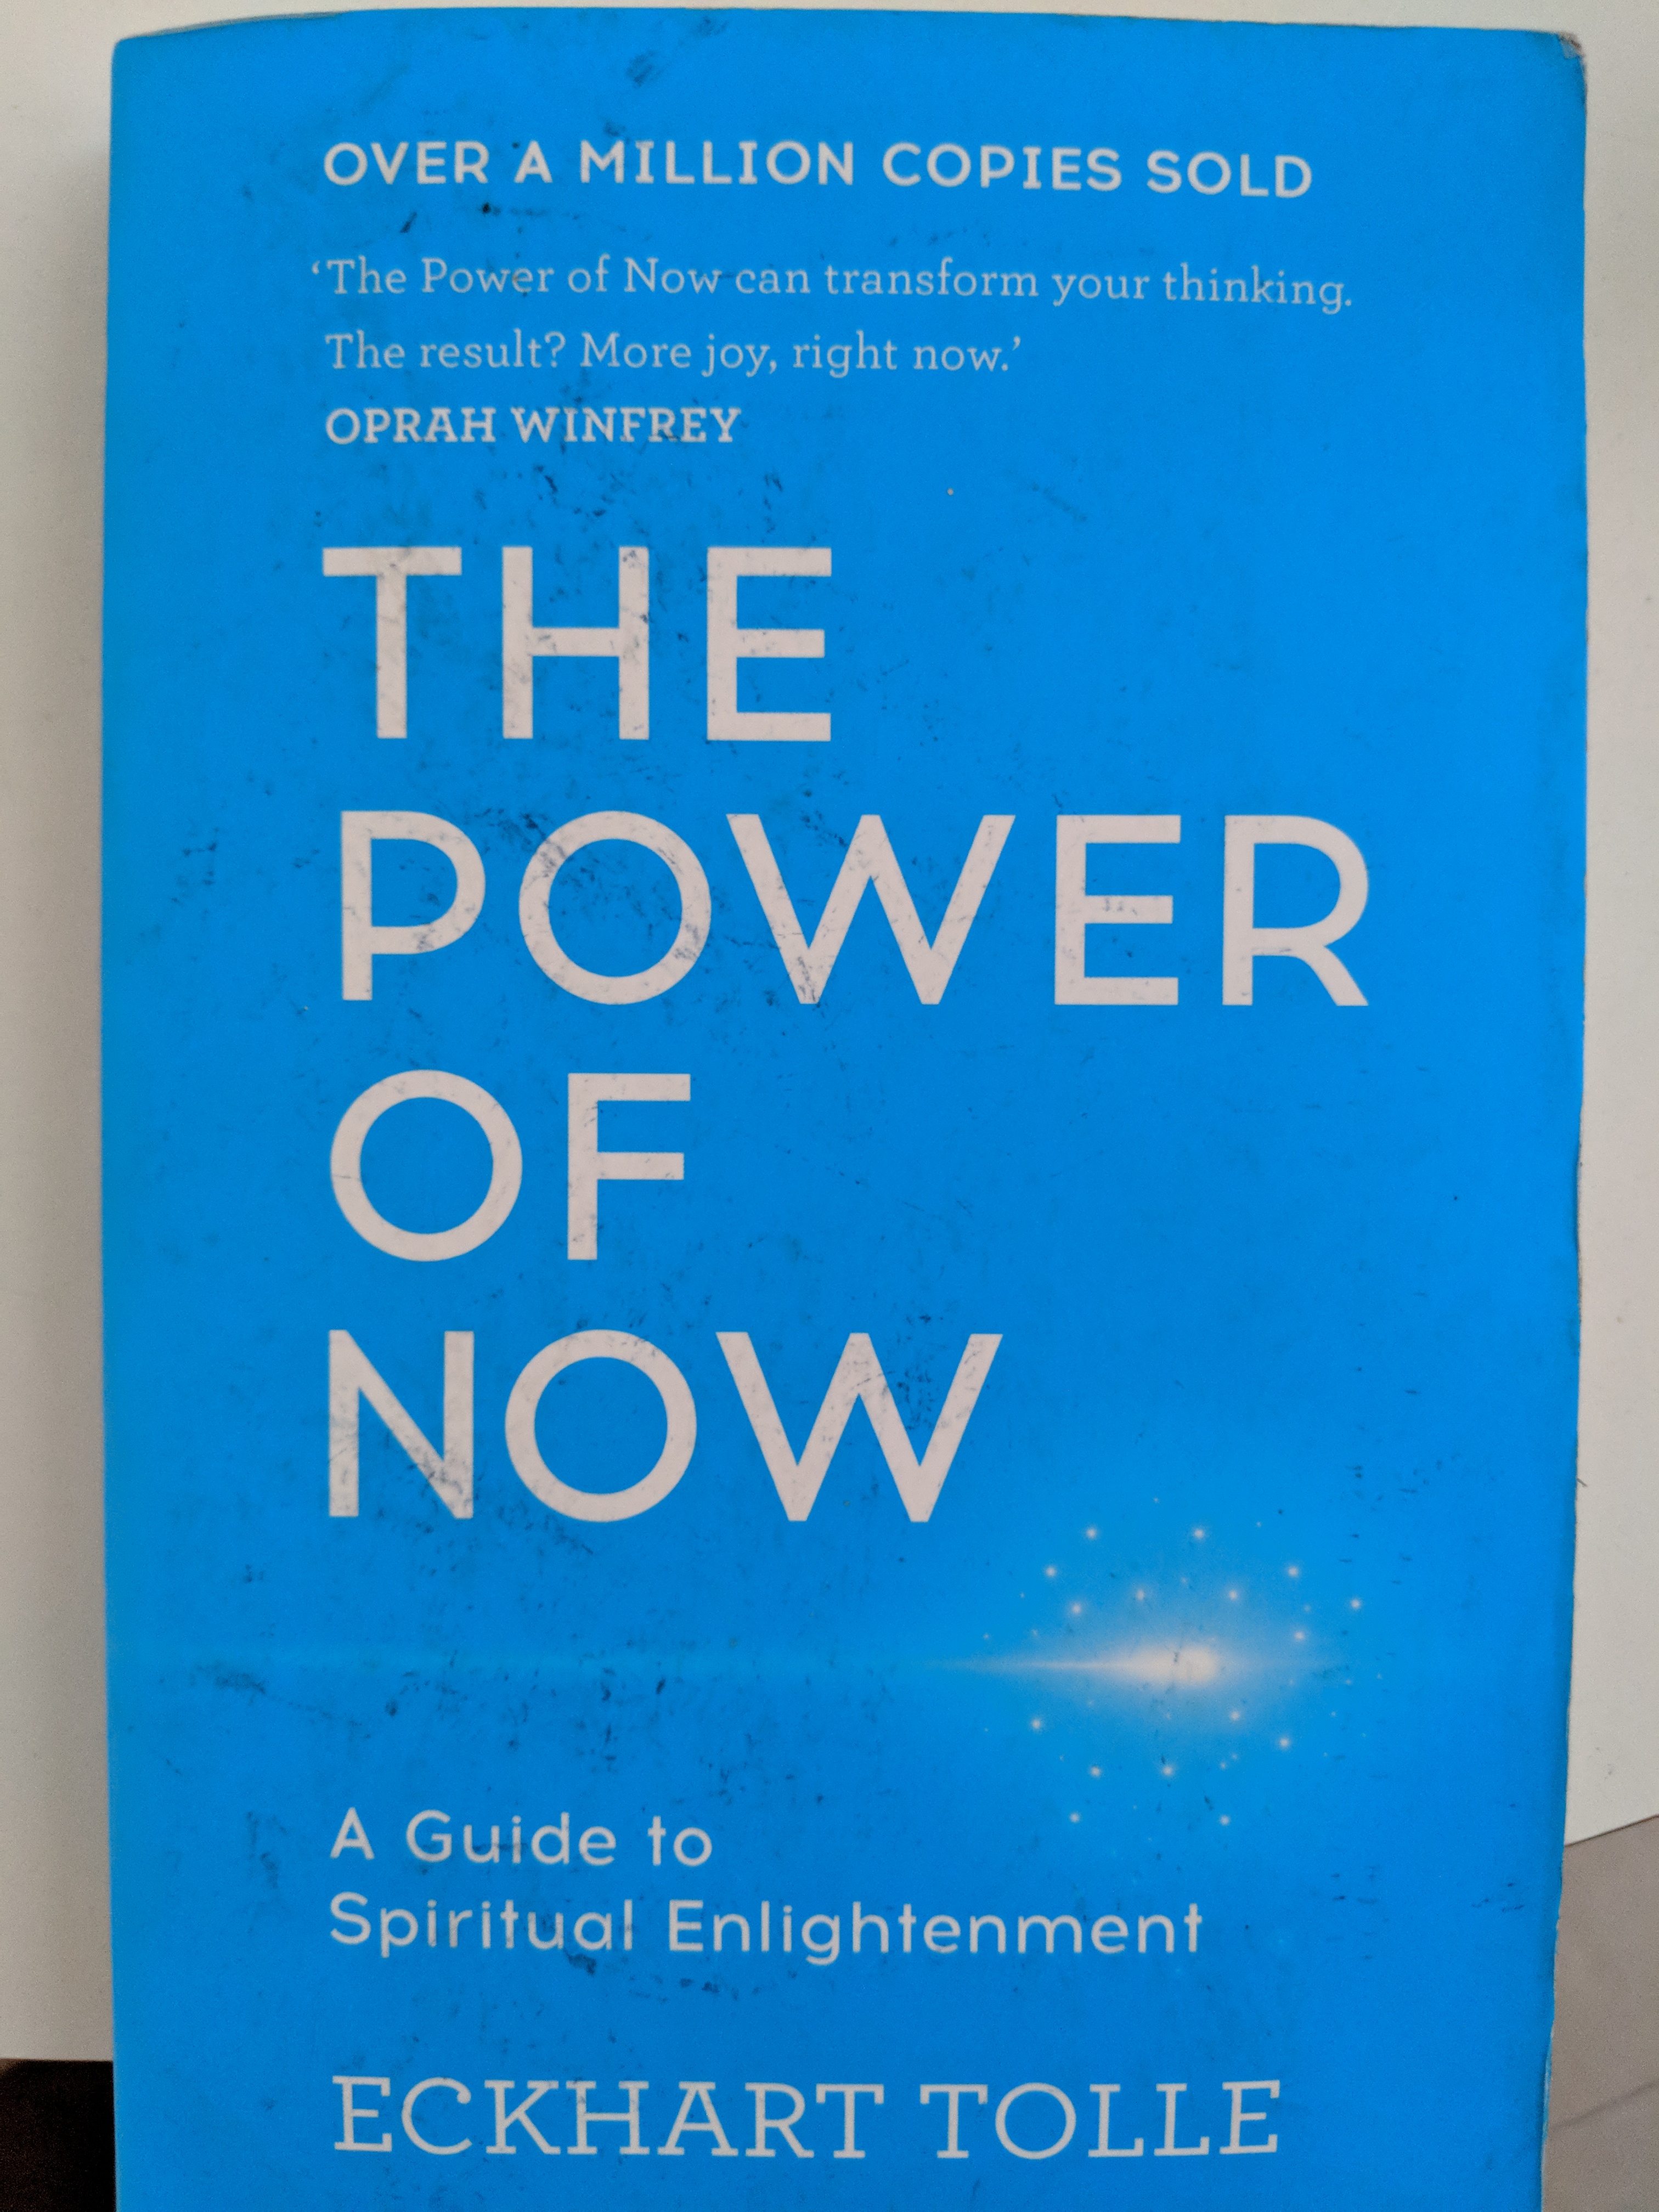 OVER A MILLION COPIES SOLD
‘The Power of Now can transform your thinking.
The result? More joy, right now.’
OPRAH WINFREY
THE
POWER
OF
NOW
A Guide to
Spiritual Enlightenment
ECKHART TOLLE